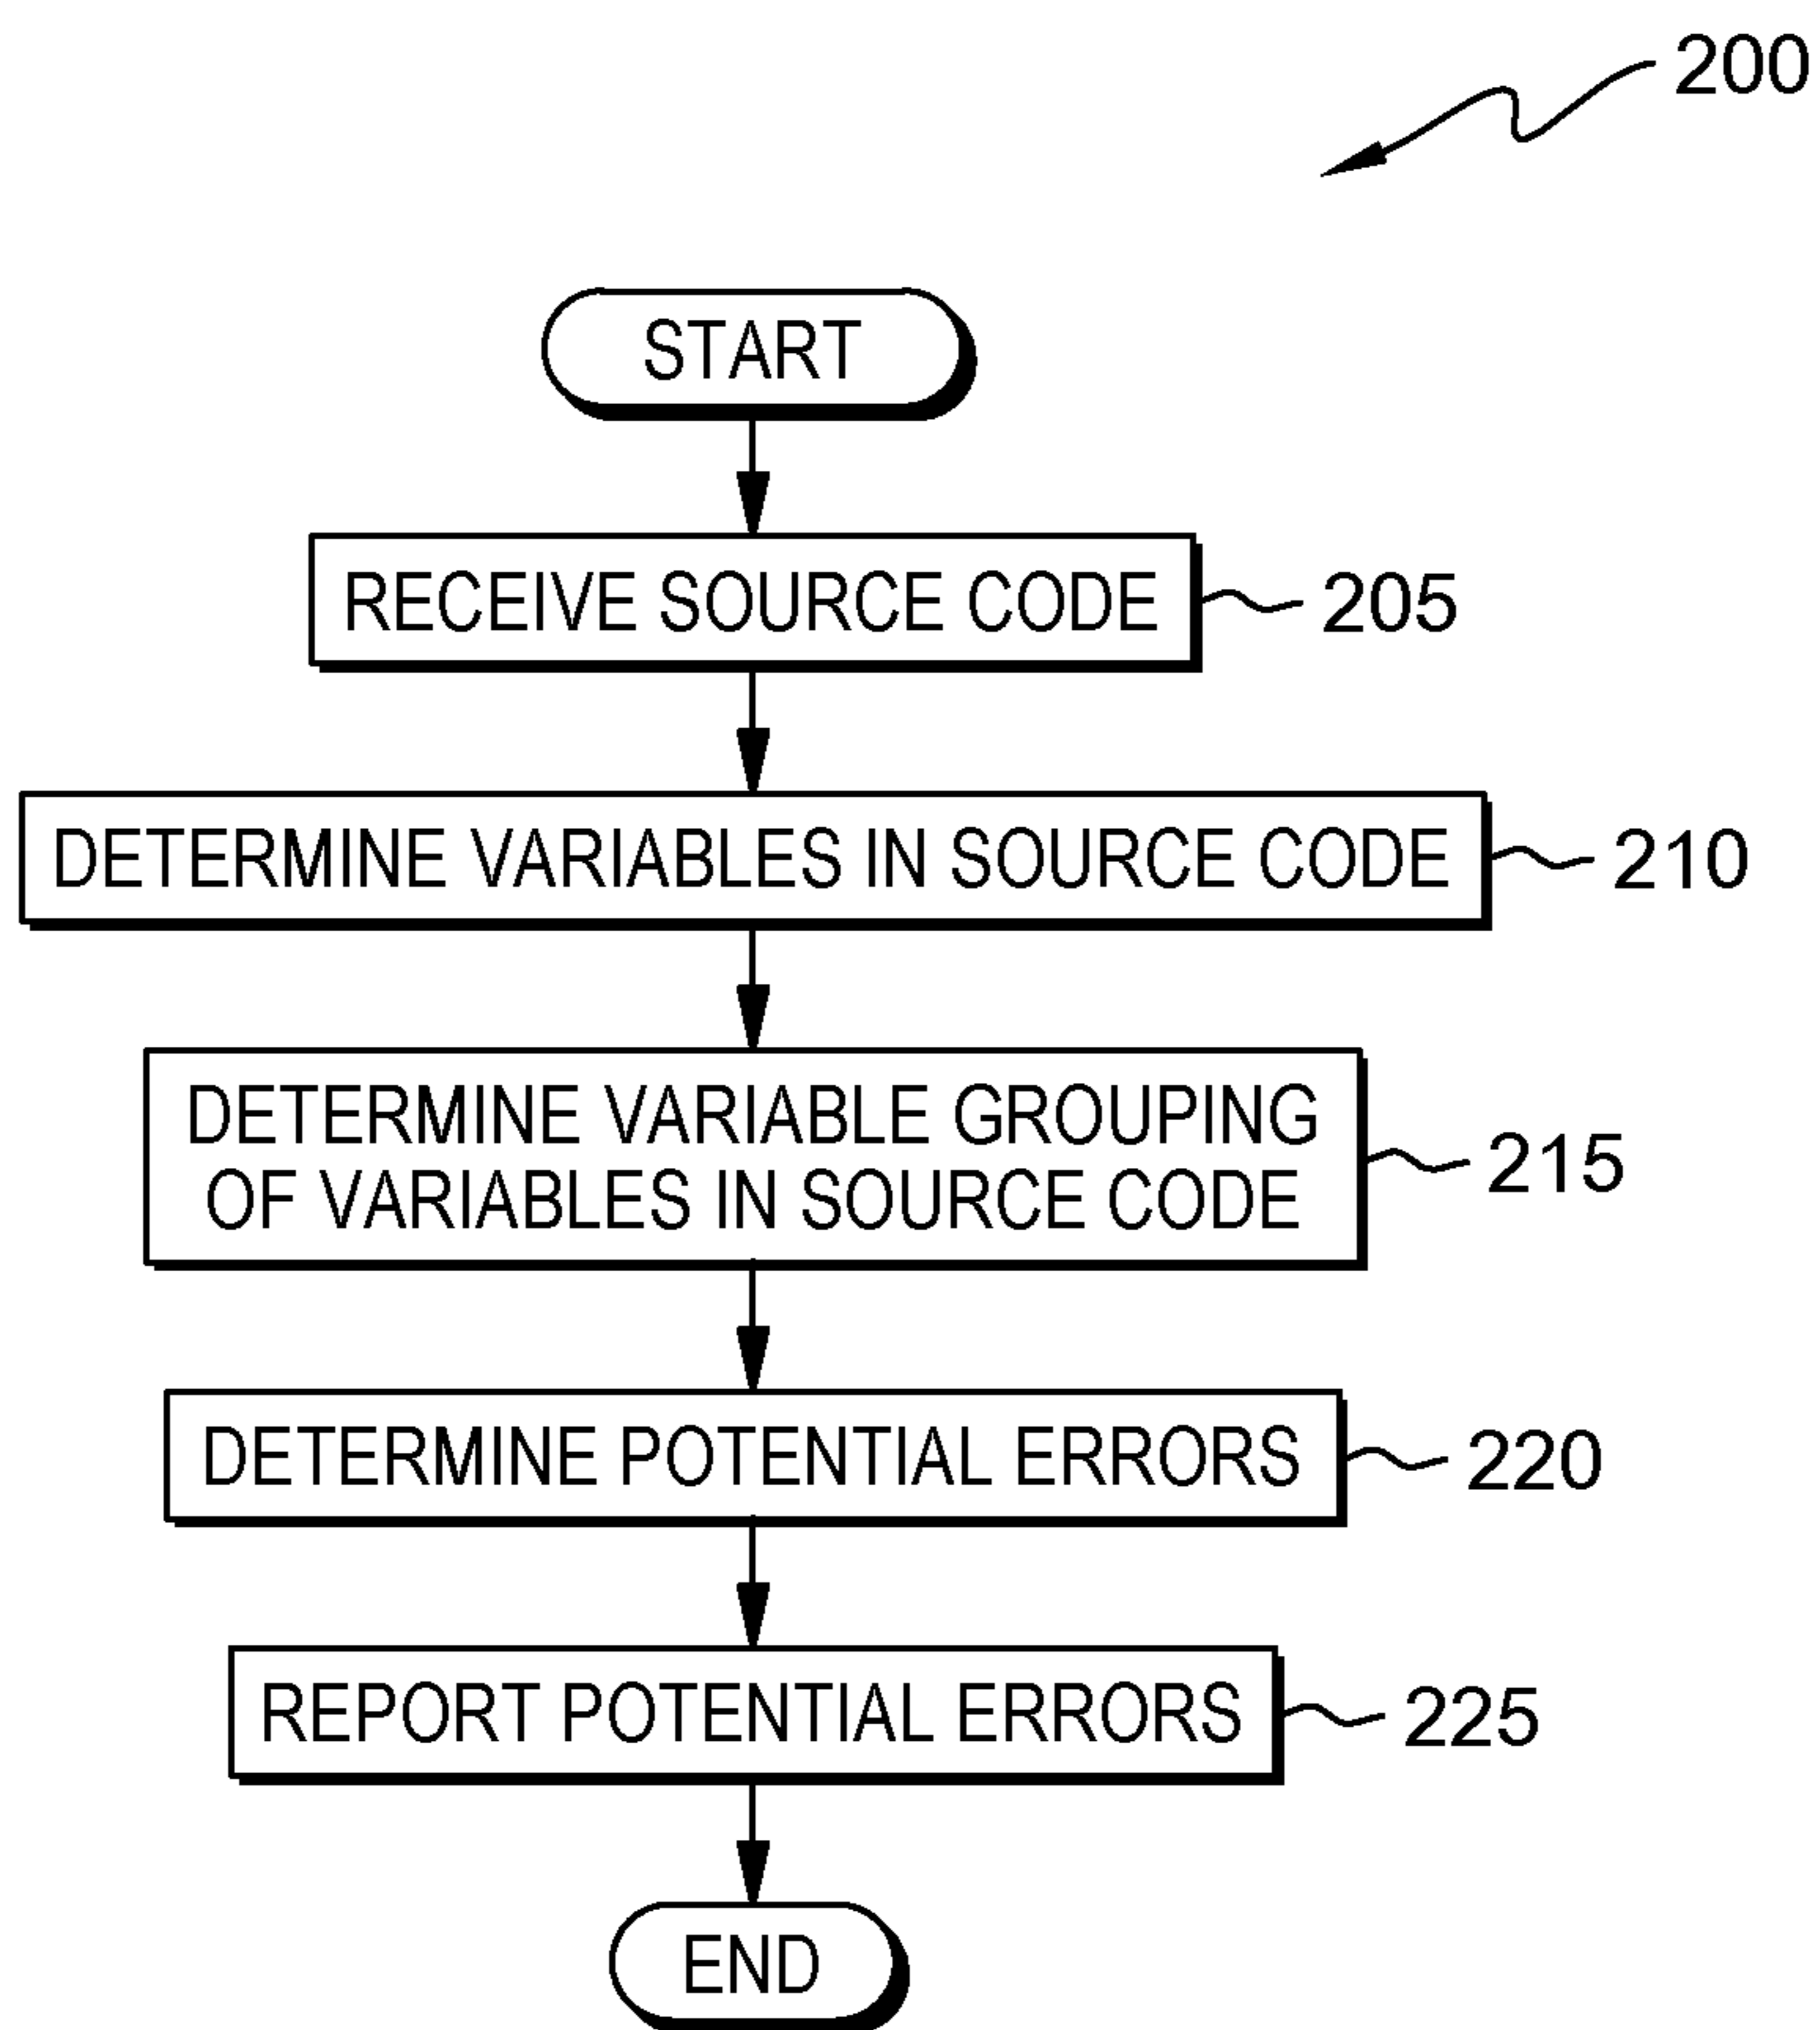 200
START
RECEIVE SOURCE CODE
205
DETERMINE VARIABLES IN SOURCE CODE
210
DETERMINE VARIABLE GROUPING
OF VARIABLES IN SOURCE CODE
215
DETERMINE POTENTIAL ERRORS
220
REPORT POTENTIAL ERRORS
225
END